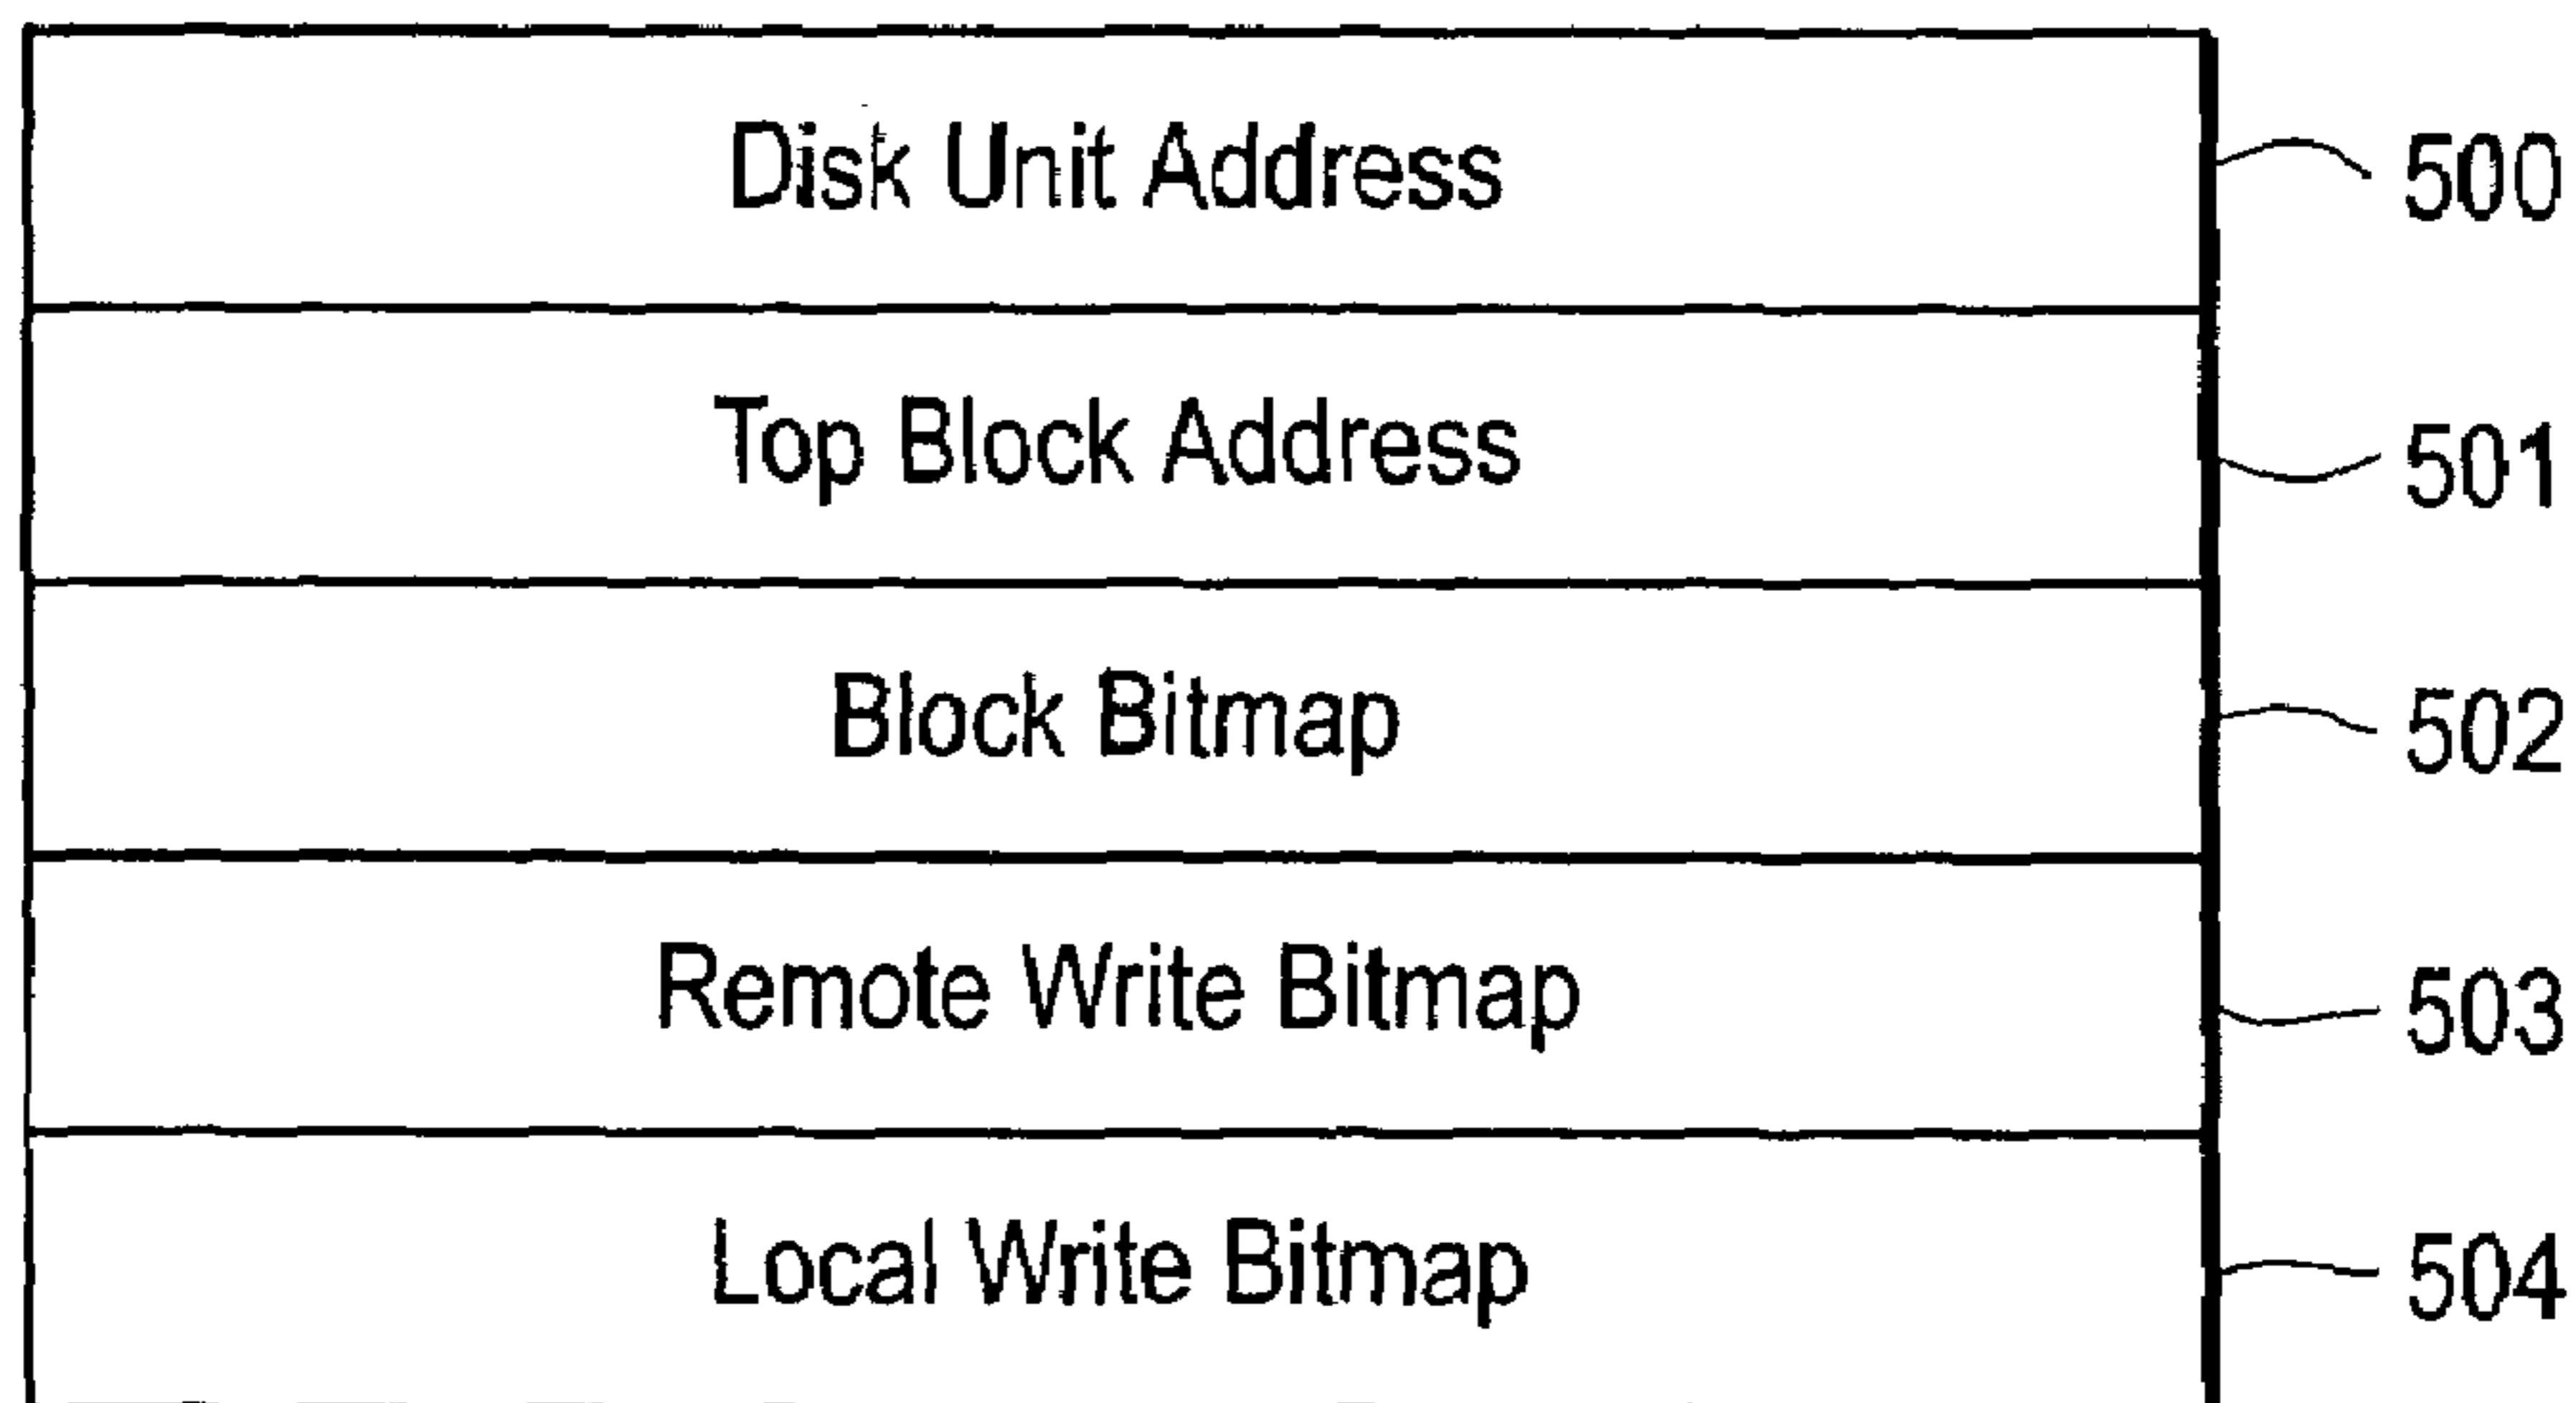 Disk Unit Address 500
Top Block Address 501
Block Bitmap 502
Remote Write Bitmap 503
Local Write Bitmap 504